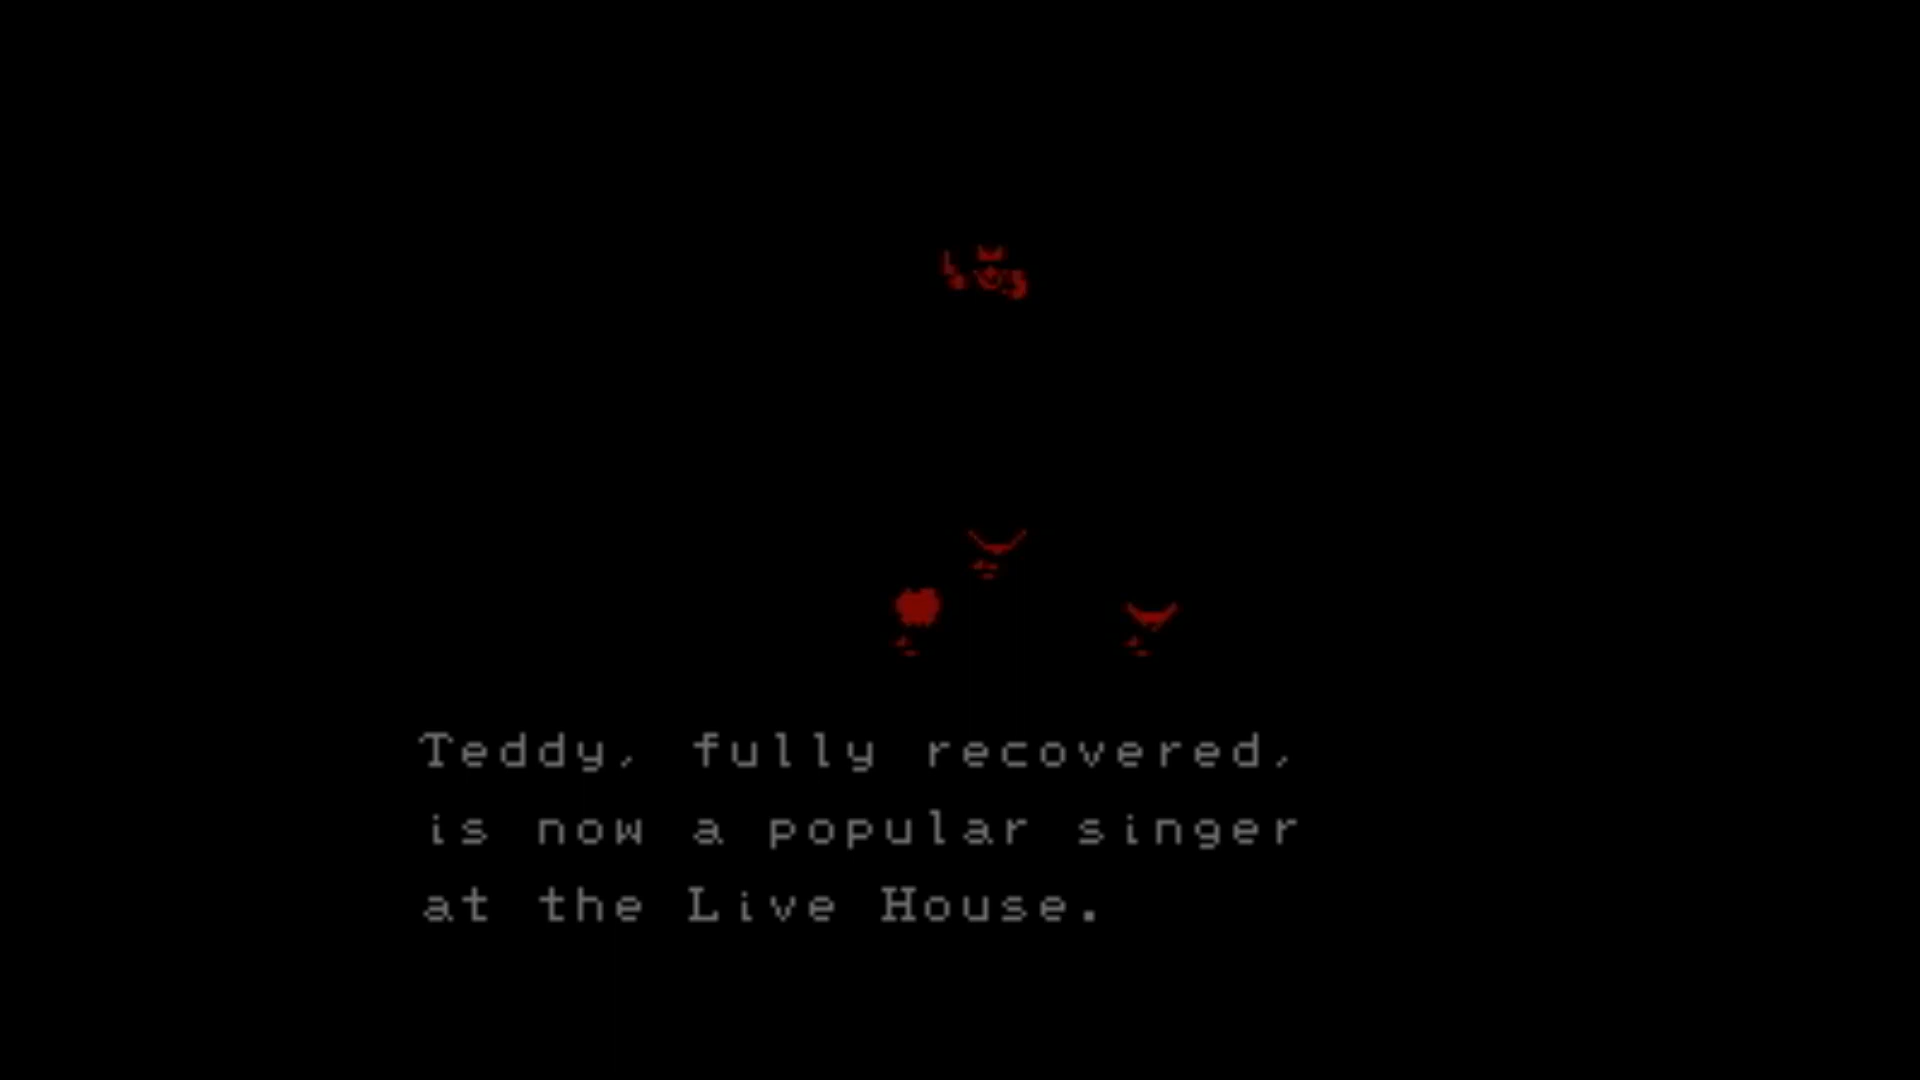 Teddy, fully recovered,
is now a popular singer
at the Live House.